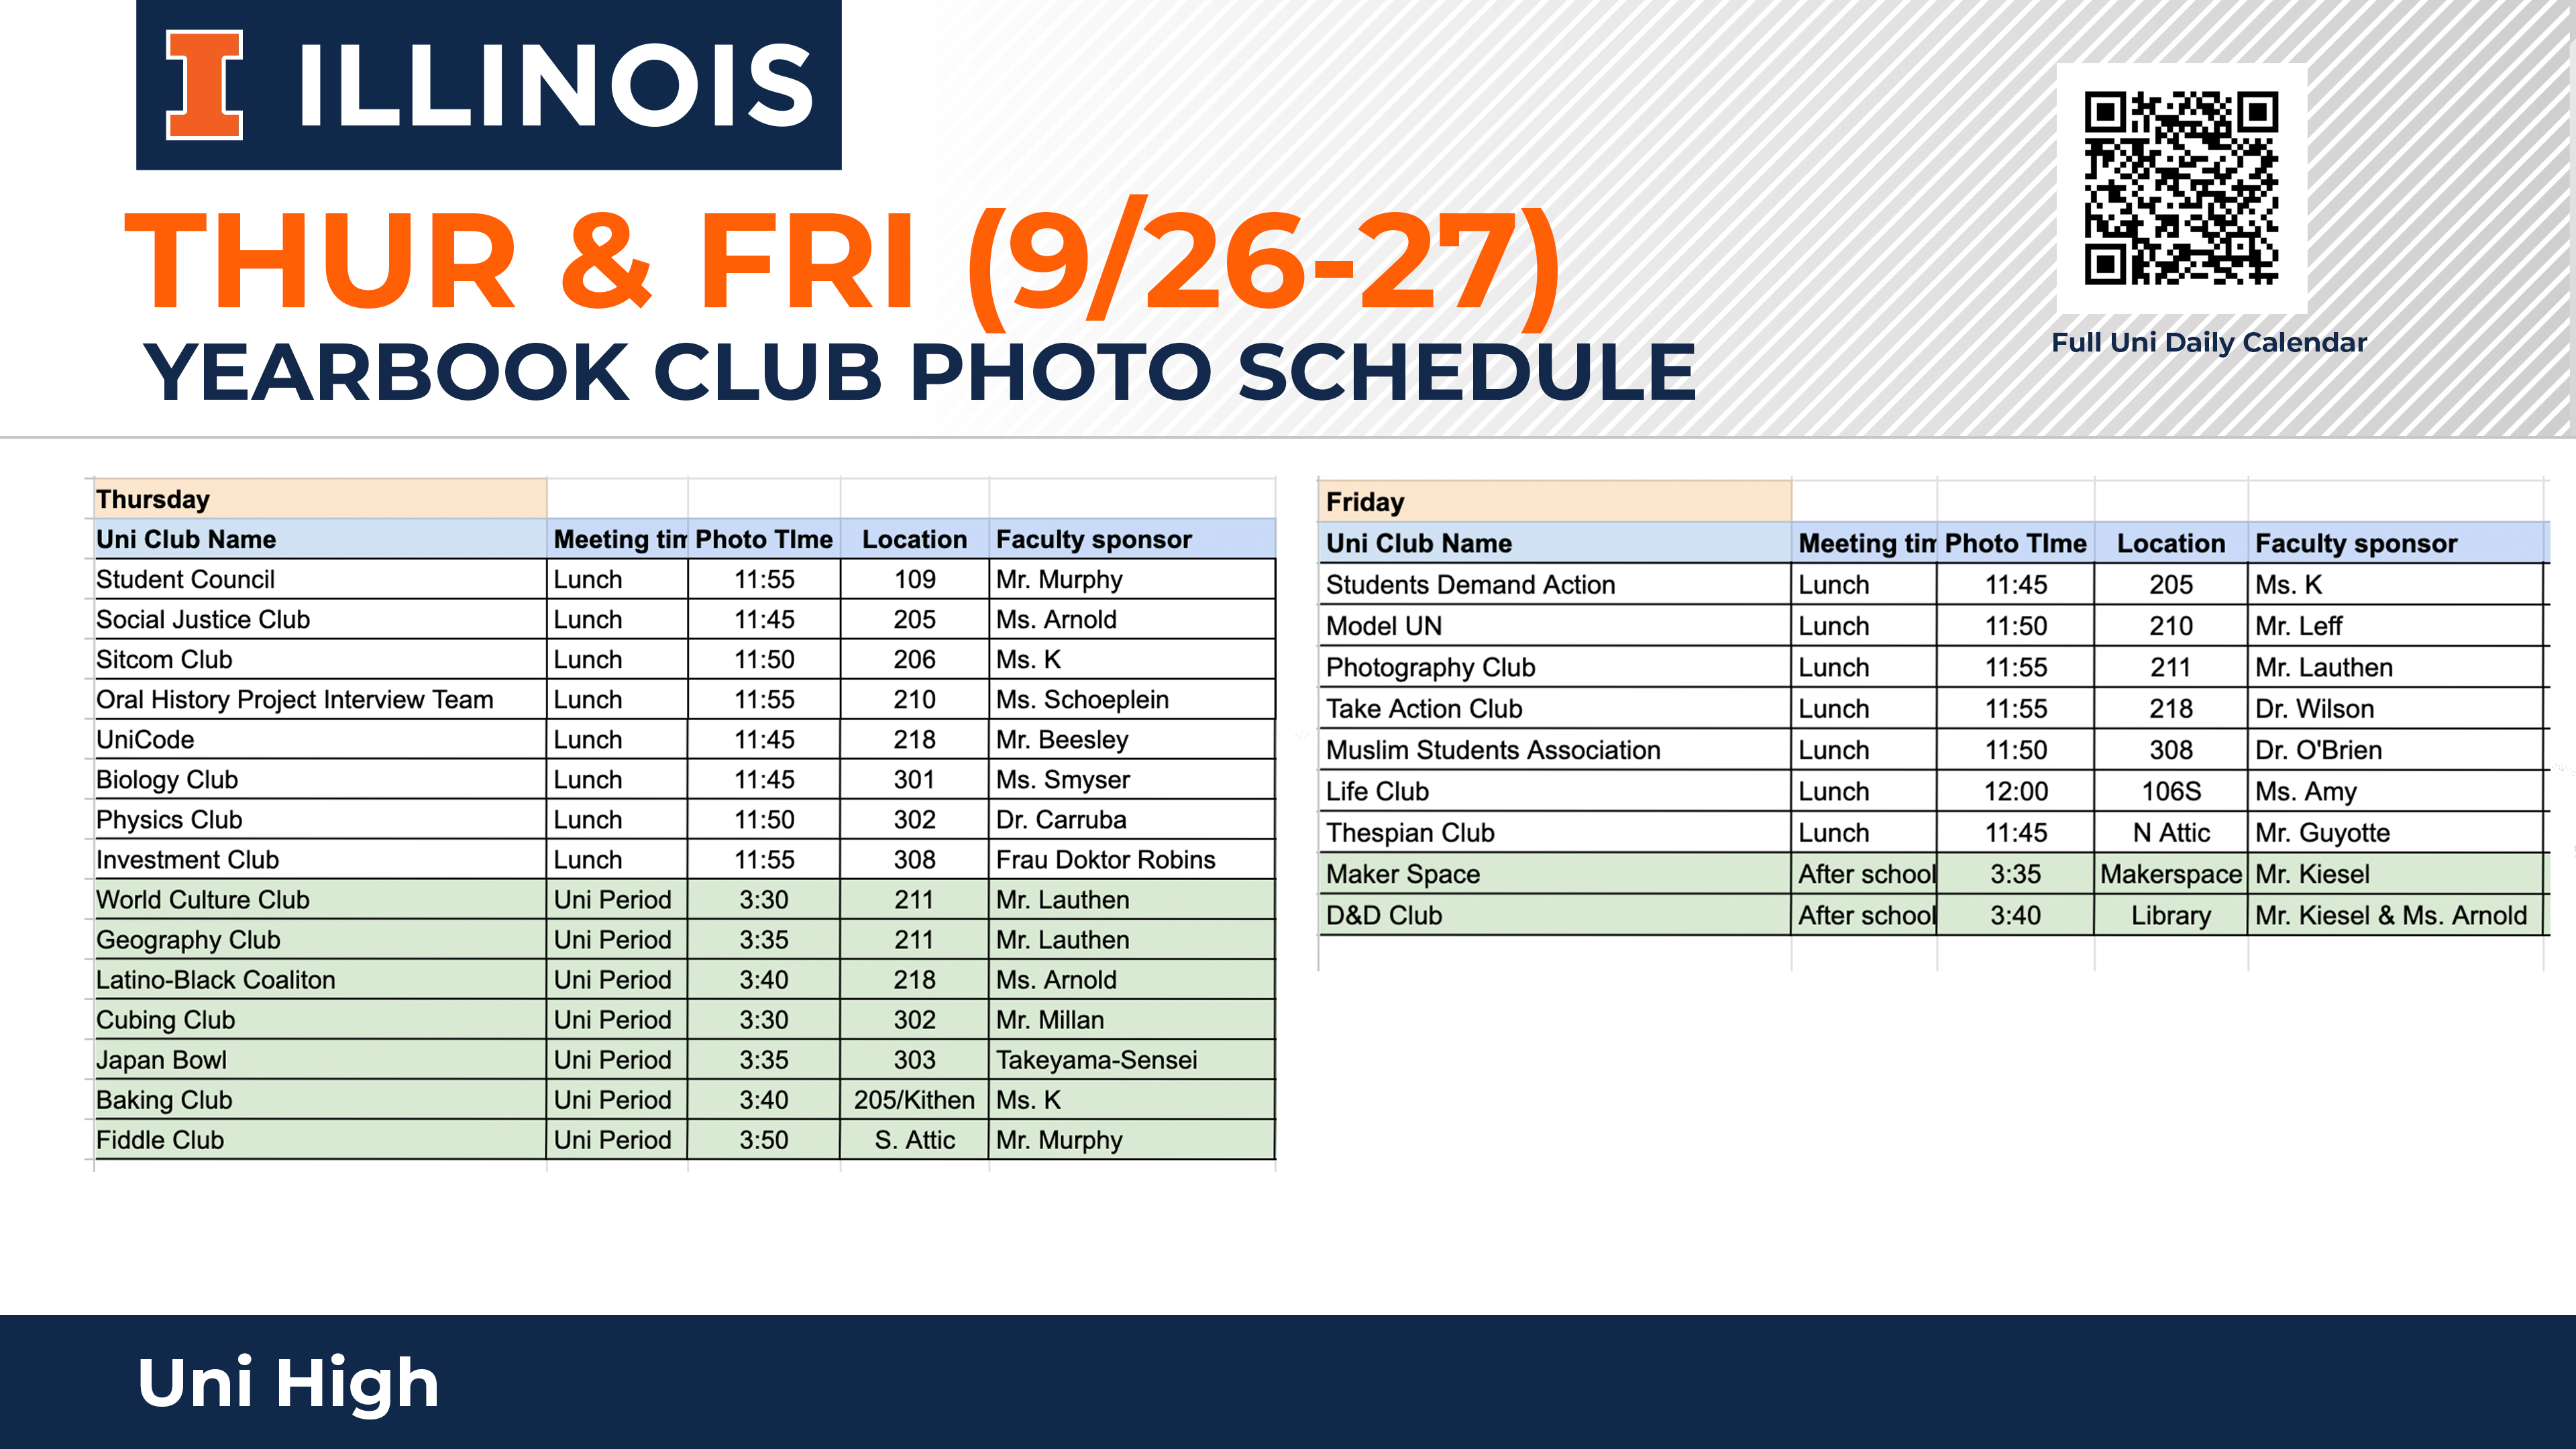 I ILLINOIS
THUR & FRI (9/26-27)
YEARBOOK CLUB PHOTO SCHEDULE
Full Uni Daily Calendar
Thursday
Uni Club Name Meeting tim Photo TIme Location Faculty sponsor
Student Council Lunch 11:55 109 Mr. Murphy
Social Justice Club Lunch 11:45 205 Ms. Arnold
Sitcom Club Lunch 11:50 206 Ms. K
Oral History Project Interview Team Lunch 11:55 210 Ms. Schoeplein
UniCode Lunch 11:45 218 Mr. Beesley
Biology Club Lunch 11:45 301 Ms. Smyser
Physics Club Lunch 11:50 302 Dr. Carruba
Investment Club Lunch 11:55 308 Frau Doktor Robins
World Culture Club Uni Period 3:30 211 Mr. Lauthen
Geography Club Uni Period 3:35 211 Mr. Lauthen
Latino-Black Coaliton Uni Period 3:40 218 Ms. Arnold
Cubing Club Uni Period 3:30 302 Mr. Millan
Japan Bowl Uni Period 3:35 303 Takeyama-Sensei
Baking Club Uni Period 3:40 205/Kithen Ms. K
Fiddle Club Uni Period 3:50 S. Attic Mr. Murphy
Friday
Uni Club Name Meeting tim Photo TIme Location Faculty sponsor
Students Demand Action Lunch 11:45 205 Ms. K
Model UN Lunch 11:50 210 Mr. Leff
Photography Club Lunch 11:55 211 Mr. Lauthen
Take Action Club Lunch 11:55 218 Dr. Wilson
Muslim Students Association Lunch 11:50 308 Dr. O'Brien
Life Club Lunch 12:00 106S Ms. Amy
Thespian Club Lunch 11:45 N Attic Mr. Guyotte
Maker Space After school 3:35 Makerspace Mr. Kiesel
D&D Club After school 3:40 Library Mr. Kiesel & Ms. Arnold
Uni High